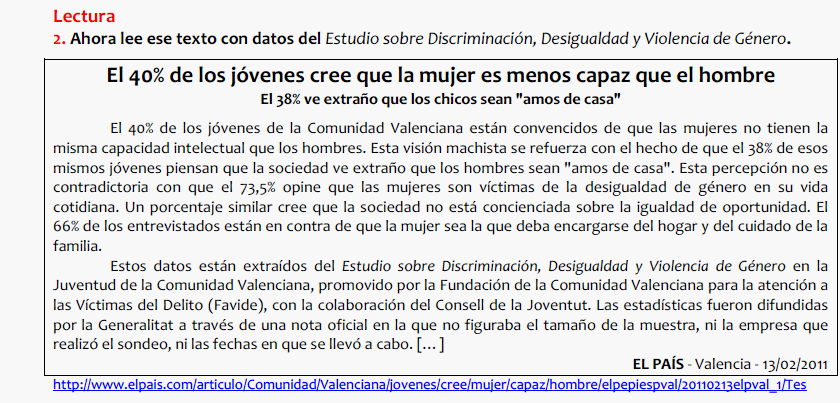 Lectura
2. Ahora lee ese texto con datos del Estudio sobre Discriminación, Desigualdad y Violencia de Género.
El 40% de los jóvenes cree que la mujer es menos capaz que el hombre
El 38% ve extraño que los chicos sean "amos de casa"
El 40% de los jóvenes de la Comunidad Valenciana están convencidos de que las mujeres no tienen la
misma capacidad intelectual que los hombres. Esta visión machista se refuerza con el hecho de que el 38% de esos
mismos jóvenes piensan que la sociedad ve extraño que los hombres sean "amos de casa". Esta percepción no es
contradictoria con que el 73,5% opine que las mujeres son víctimas de la desigualdad de género en su vida
cotidiana. Un porcentaje similar cree que la sociedad no está concienciada sobre la igualdad de oportunidad. El
66% de los entrevistados están en contra de que la mujer sea la que deba encargarse del hogar y del cuidado de la
familia.
Estos datos están extraídos del Estudio sobre Discriminación, Desigualdad y Violencia de Género en la
Juventud de la Comunidad Valenciana, promovido por la Fundación de la Comunidad Valenciana para la atención a
las Víctimas del Delito (Favide), con la colaboración del Consell de la Joventut. Las estadísticas fueron difundidas
por la Generalitat a través de una nota oficial en la que no figuraba el tamaño de la muestra, ni la empresa que
realizó el sondeo, ni las fechas en que se llevó a cabo. [...]
EL PAÍS - Valencia - 13/02/2011
http://www.elpais.com/articulo/Comunidad/Valenciana/jovenes/cree/mujer/capaz/hombre/elpepiespval/20110213elpval_1/Tes